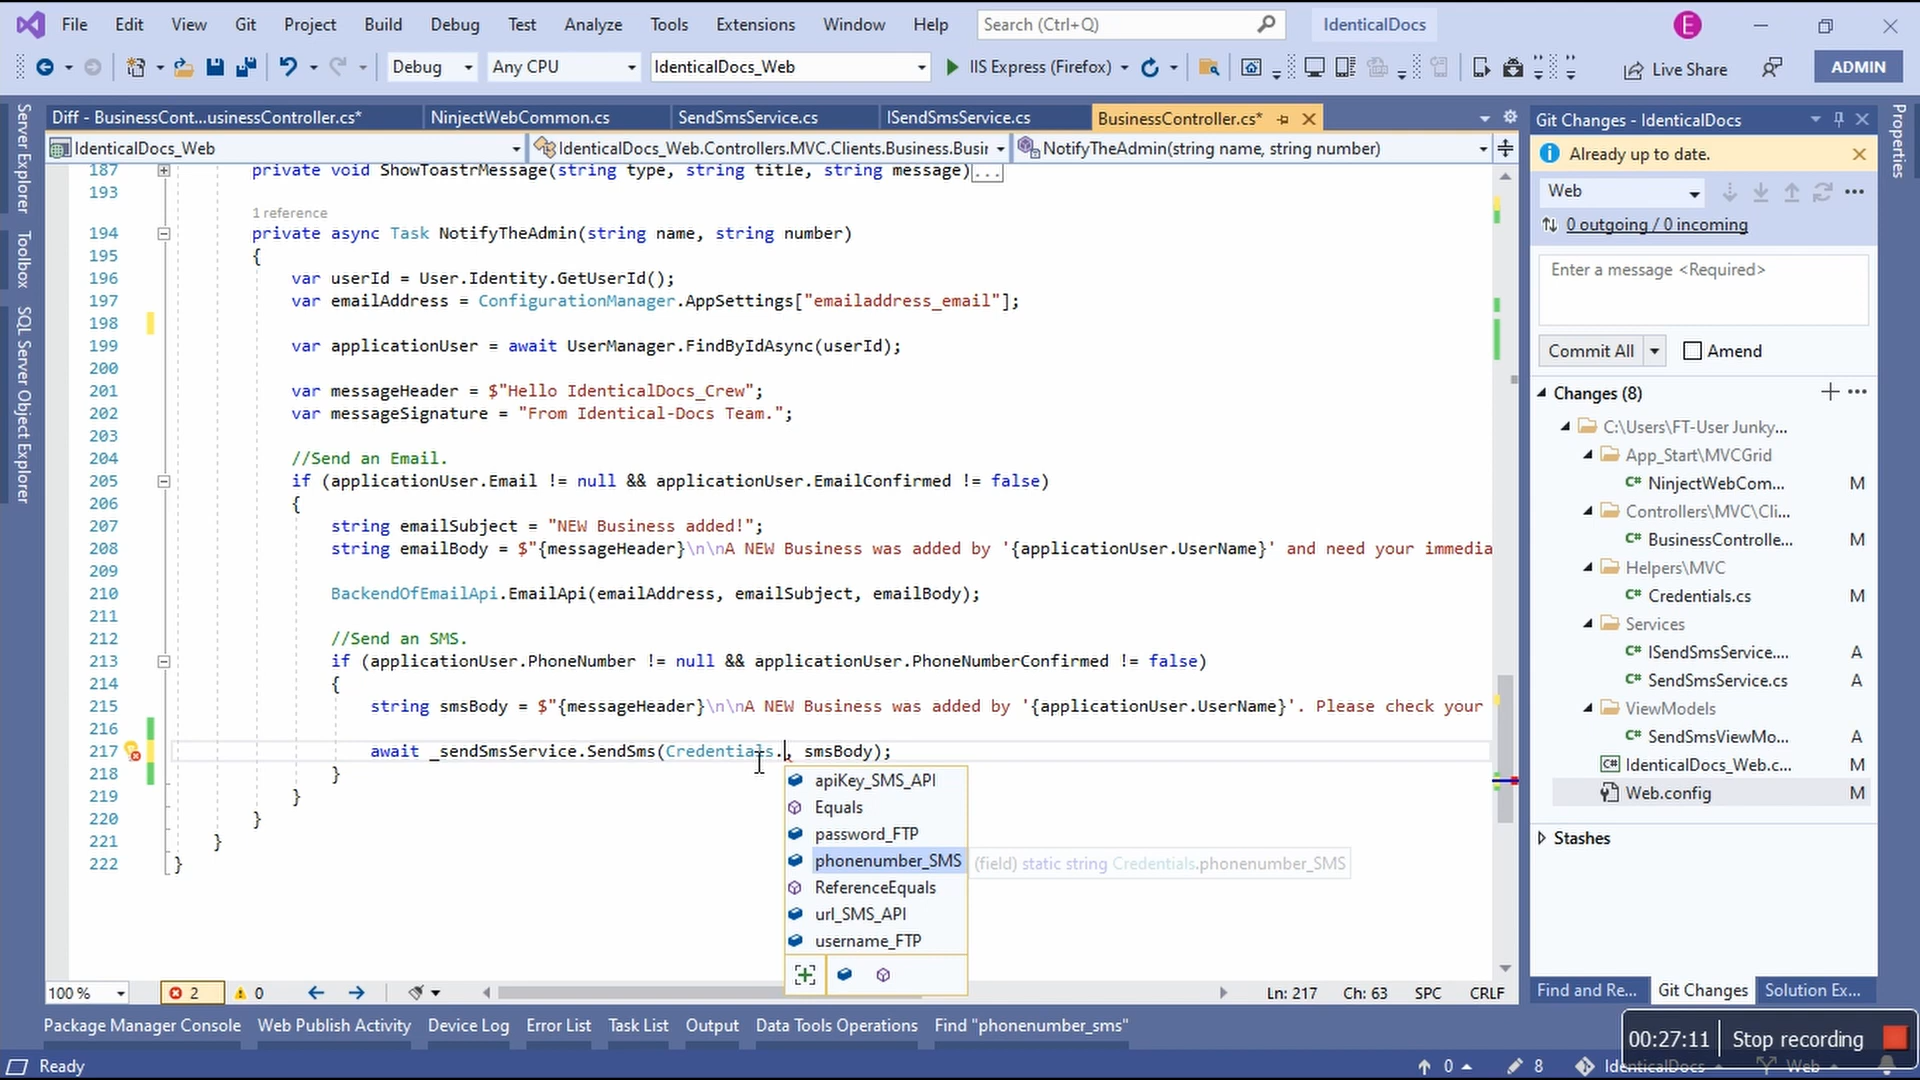 File Edit View Git Project Build Debug Test Analyze Tools Extensions Window Help Search (Ctrl+Q) IdenticalDocs E
Debug Any CPU IdenticalDocs_Web IIS Express (Firefox) Live Share ADMIN
Server Explorer
Toolbox
SQL Server Object Explorer
Diff - BusinessCont...usinessController.cs* NinjectWebCommon.cs SendSmsService.cs ISendSmsService.cs BusinessController.cs*
IdenticalDocs_Web IdenticalDocs_Web.Controllers.MVC.Clients.Business.Busir NotifyTheAdmin(string name, string number)
187 private void ShowToastrMessage(string type, string title, string message)...
193
1 reference
194 private async Task NotifyTheAdmin(string name, string number)
195 {
196 var userId = User.Identity.GetUserId();
197 var emailAddress = ConfigurationManager.AppSettings["emailaddress_email"];
198
199 var applicationUser = await UserManager.FindByIdAsync(userId);
200
201 var messageHeader = $"Hello IdenticalDocs_Crew";
202 var messageSignature = "From Identical-Docs Team.";
203
204 //Send an Email.
205 if (applicationUser.Email != null && applicationUser.EmailConfirmed != false)
206 {
207 string emailSubject = "NEW Business added!";
208 string emailBody = $"{messageHeader}\n\nA NEW Business was added by '{applicationUser.UserName}' and need your immedia
209
210 BackendOfEmailApi.EmailApi(emailAddress, emailSubject, emailBody);
211
212 //Send an SMS.
213 if (applicationUser.PhoneNumber != null && applicationUser.PhoneNumberConfirmed != false)
214 {
215 string smsBody = $"{messageHeader}\n\nA NEW Business was added by '{applicationUser.UserName}'. Please check your
216
217 await _sendSmsService.SendSms(Credentials., smsBody);
218 }
219 }
220 }
221 }
222 }
apiKey_SMS_API
Equals
password_FTP
phonenumber_SMS (field) static string Credentials.phonenumber_SMS
ReferenceEquals
url_SMS_API
username_FTP
100 % 2 0 Ln: 217 Ch: 63 SPC CRLF
Package Manager Console Web Publish Activity Device Log Error List Task List Output Data Tools Operations Find "phonenumber_sms"
Ready 0 8 IdenticalDocs Web
Git Changes - IdenticalDocs
Already up to date.
Web
0 outgoing / 0 incoming
Enter a message <Required>
Commit All Amend
Changes (8)
C:\Users\FT-User Junky...
App_Start\MVCGrid
NinjectWebCom... M
Controllers\MVC\Cli...
BusinessControlle... M
Helpers\MVC
Credentials.cs M
Services
ISendSmsService.... A
SendSmsService.cs A
ViewModels
SendSmsViewMo... A
IdenticalDocs_Web.c... M
Web.config M
Stashes
Find and Re... Git Changes Solution Ex...
Properties
00:27:11 Stop recording